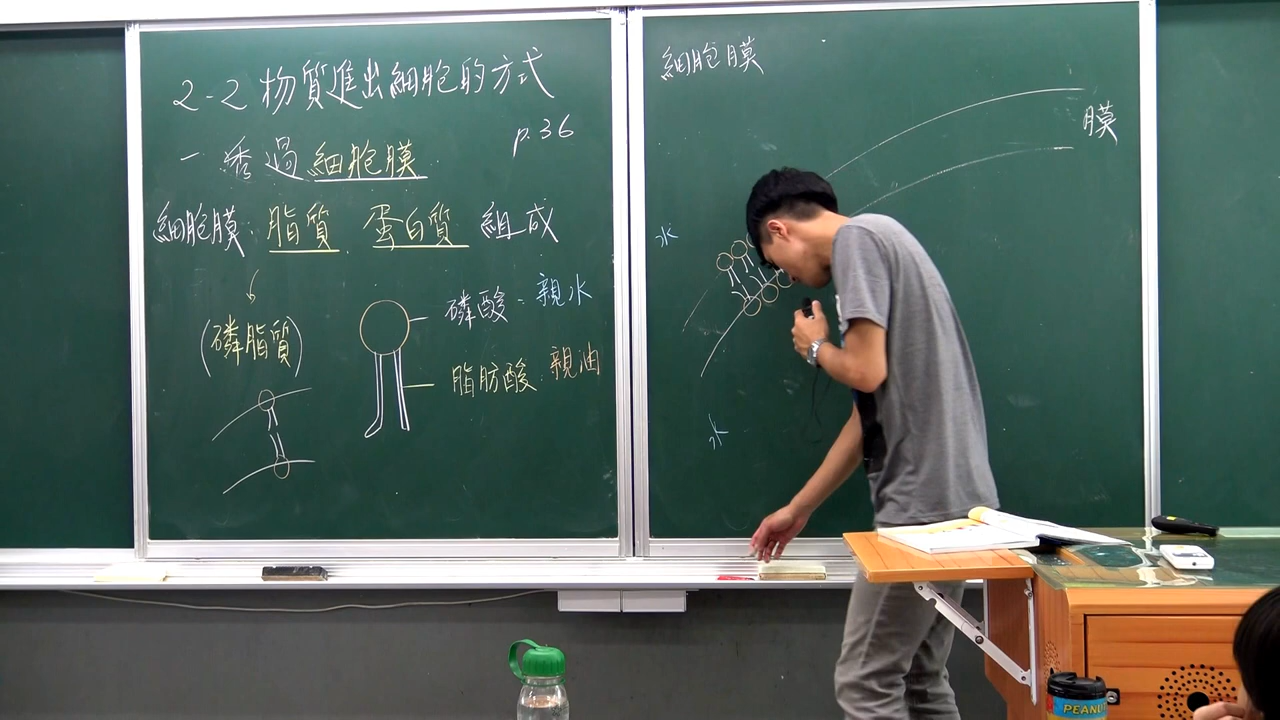 2-2 物質進出細胞的方式
p.36
一 透過細胞膜
細胞膜: 脂質 蛋白質 組成
(磷脂質)
磷酸 - 親水
脂肪酸: 親油
細胞膜
膜
水
水
PEANU